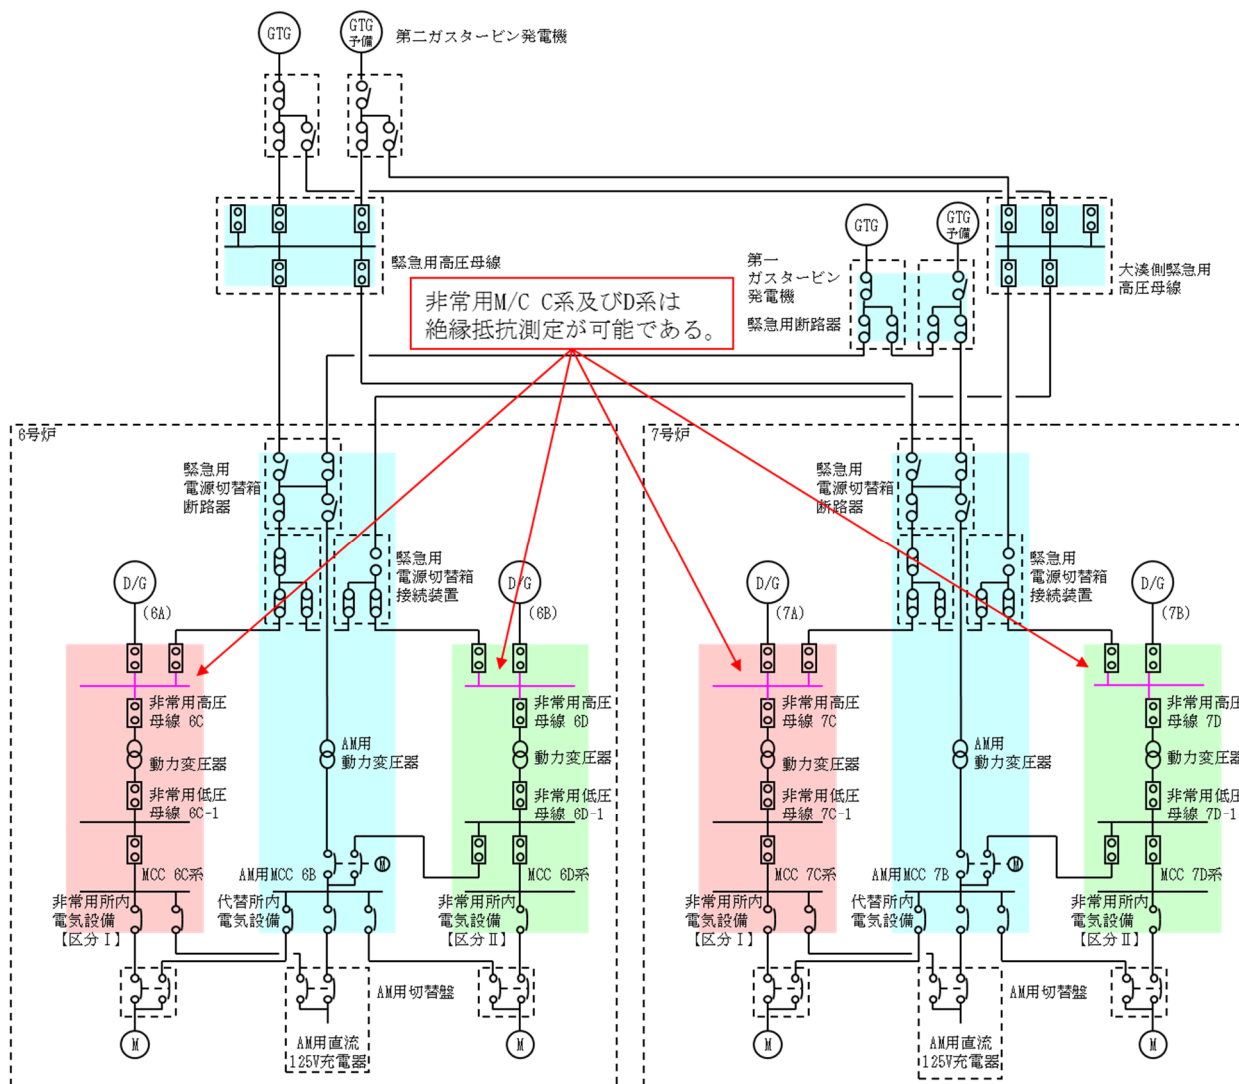 GTG
GTG
予備
第二ガスタービン発電機
GTG
GTG
予備
緊急用高圧母線
第一
ガスタービン
発電機
緊急用断路器
大湊側緊急用
高圧母線
非常用M/C C系及びD系は
絶縁抵抗測定が可能である。
6号炉
緊急用
電源切替箱
断路器
緊急用
電源切替箱
接続装置
D/G
(6A)
D/G
(6B)
非常用高圧
母線 6C
動力変圧器
非常用低圧
母線 6C-1
MCC 6C系
非常用所内
電気設備
【区分Ⅰ】
AM用
動力変圧器
M
AM用MCC 6B
代替所内
電気設備
非常用高圧
母線 6D
動力変圧器
非常用低圧
母線 6D-1
MCC 6D系
非常用所内
電気設備
【区分Ⅱ】
AM用切替盤
M
AM用直流
125V充電器
M
7号炉
緊急用
電源切替箱
断路器
緊急用
電源切替箱
接続装置
D/G
(7A)
D/G
(7B)
非常用高圧
母線 7C
動力変圧器
非常用低圧
母線 7C-1
MCC 7C系
非常用所内
電気設備
【区分Ⅰ】
AM用
動力変圧器
M
AM用MCC 7B
代替所内
電気設備
非常用高圧
母線 7D
動力変圧器
非常用低圧
母線 7D-1
MCC 7D系
非常用所内
電気設備
【区分Ⅱ】
AM用切替盤
M
AM用直流
125V充電器
M